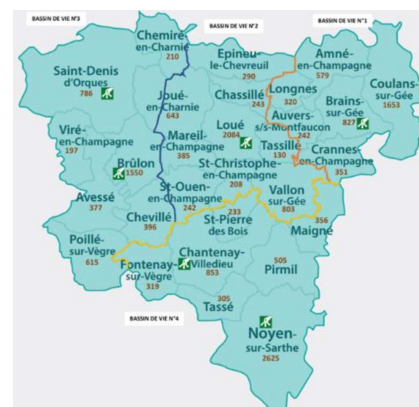 BASSIN DE VIE N°3
BASSIN DE VIE N°2
BASSIN DE VIE N°1
Chemiré-
en-Charnie
210
Epineu-
le-Chevreuil
290
Amné-
en-Champagne
579
Saint-Denis
d'Orques
786
Joué-
en-Charnie
643
Chassillé
243
Longnes
320
Coulans-
sur-Gée
1653
Brains-
sur-Gée
827
Auvers-
s/s-Montfaucon
242
Loué
2084
Tassillé
130
Viré-
en-Champagne
197
Mareil-
en-Champagne
385
Crannes-
en-Champagne
351
Brûlon
1550
St-Christophe-
en-Champagne
208
St-Ouen-
en-Champagne
242
Vallon
sur-Gée
803
Avessé
377
Chevillé
396
233
St-Pierre
des Bois
356
Maigné
Poillé-
sur-Vègre
615
Fontenay-
sur-Vègre
319
Chantenay-
Villedieu
853
505
Pirmil
305
Tassé
BASSIN DE VIE N°4
Noyen-
sur-Sarthe
2625